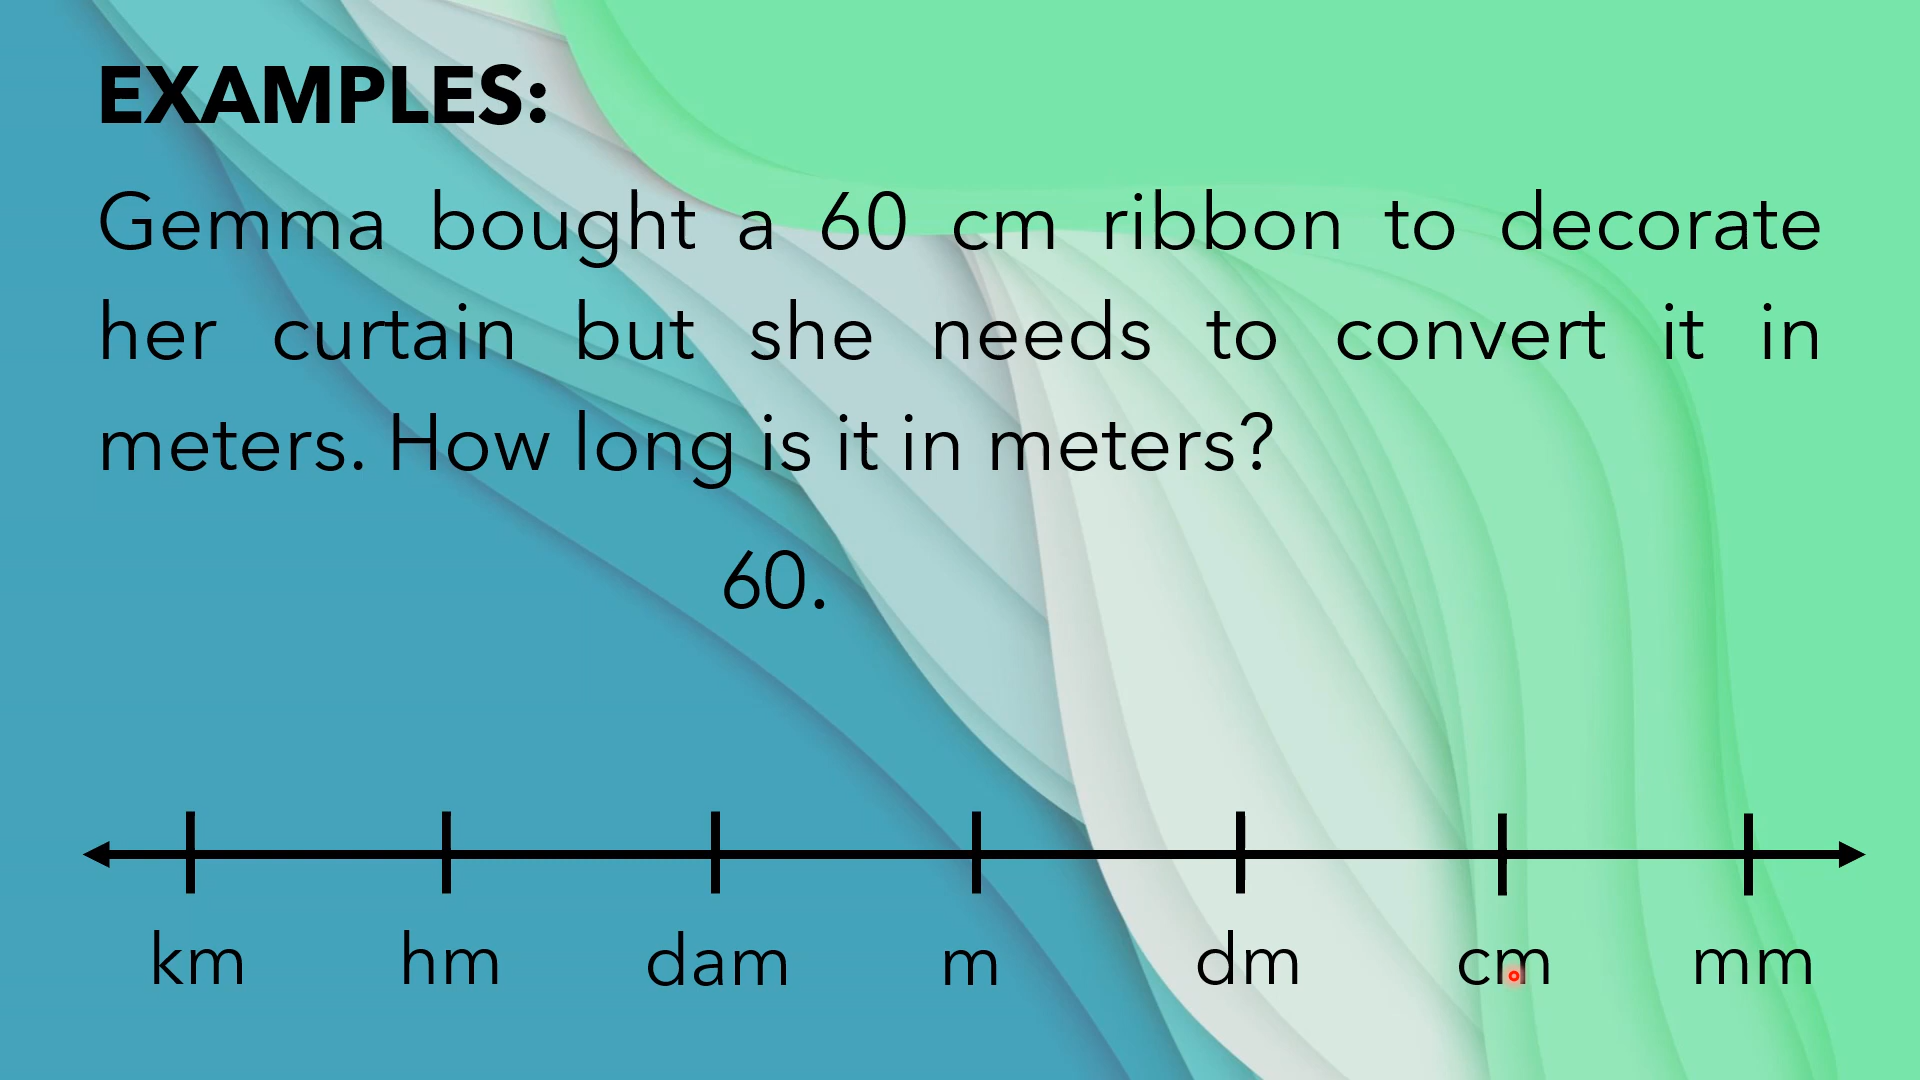 EXAMPLES:
Gemma bought a 60 cm ribbon to decorate
her curtain but she needs to convert it in
meters. How long is it in meters?
60.
km hm dam m dm cm mm